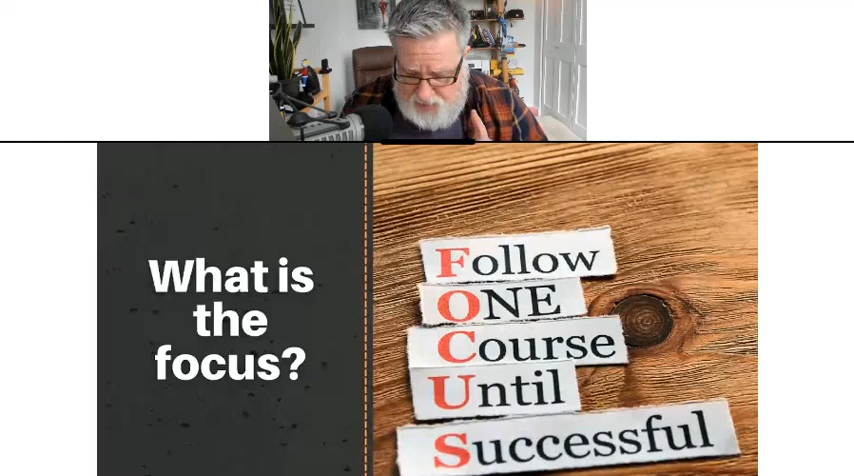 What is
the
focus?
Follow
ONE
Course
Until
Successful